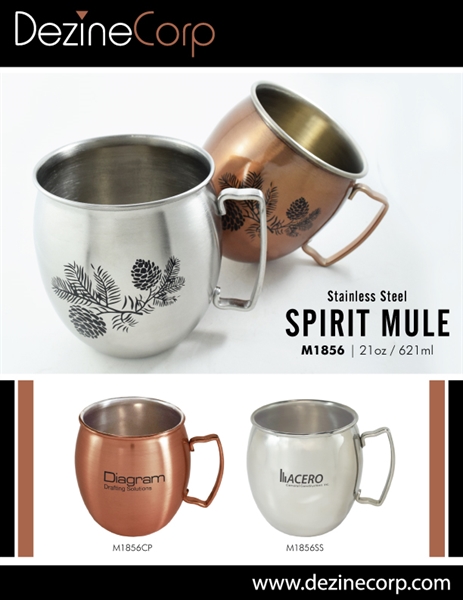 DezineCorp
Stainless Steel
SPIRIT MULE
M1856 | 21oz / 621ml
Diagram
Drafting Solutions
ACERO
M1856CP
M1856SS
www.dezinecorp.com